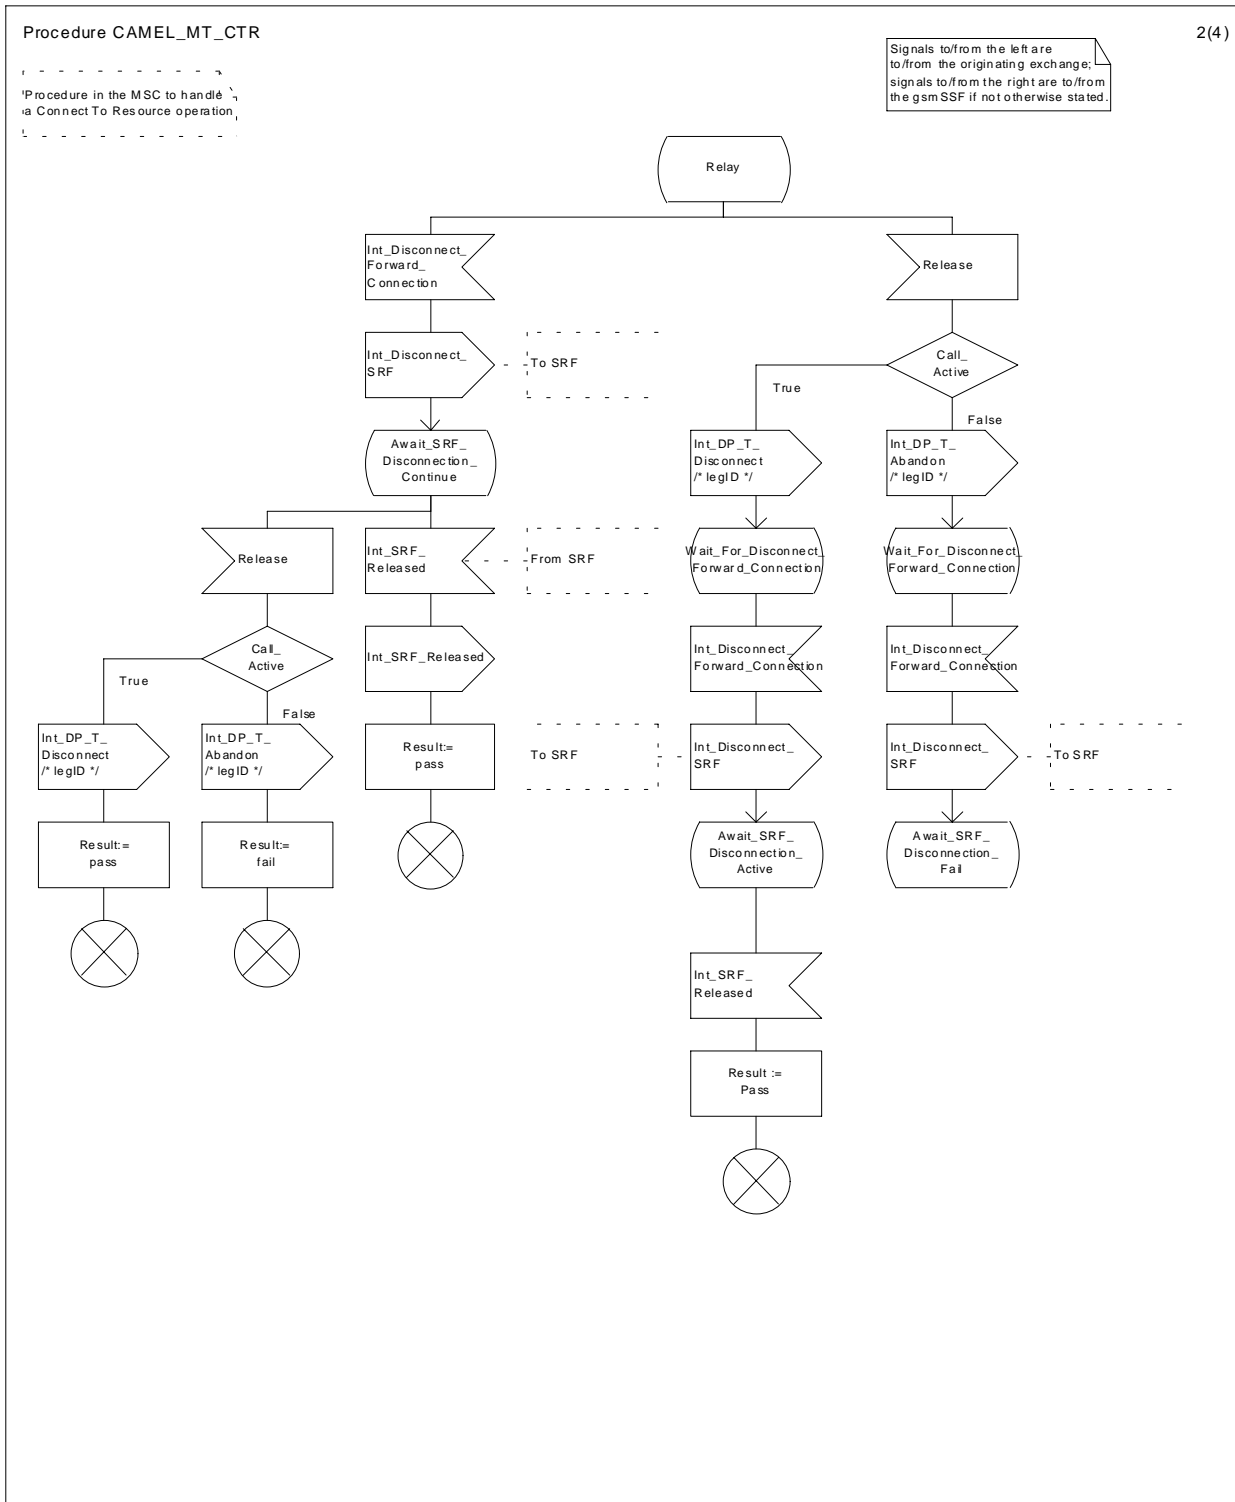 Procedure CAMEL_MT_CTR
2(4)
Procedure in the MSC to handle
a Connect To Resource operation
Signals to/from the left are
to/from the originating exchange;
signals to/from the right are to/from
the gsmSSF if not otherwise stated.
Relay
Int_Disconnect_
Forward_
Connection
Release
Int_Disconnect_
SRF
To SRF
Call_
Active
True
False
Await_SRF_
Disconnection_
Continue
Int_DP_T_
Disconnect
/* legID */
Int_DP_T_
Abandon
/* legID */
Release
Int_SRF_
Released
From SRF
Wait_For_Disconnect_
Forward_Connection
Wait_For_Disconnect_
Forward_Connection
Call_
Active
True
False
Int_SRF_Released
Int_Disconnect_
Forward_Connection
Int_Disconnect_
Forward_Connection
Int_DP_T_
Disconnect
/* legID */
Int_DP_T_
Abandon
/* legID */
Result:=
pass
To SRF
Int_Disconnect_
SRF
Int_Disconnect_
SRF
To SRF
Result:=
pass
Result:=
fail
Await_SRF_
Disconnection_
Active
Await_SRF_
Disconnection_
Fail
Int_SRF_
Released
Result :=
Pass